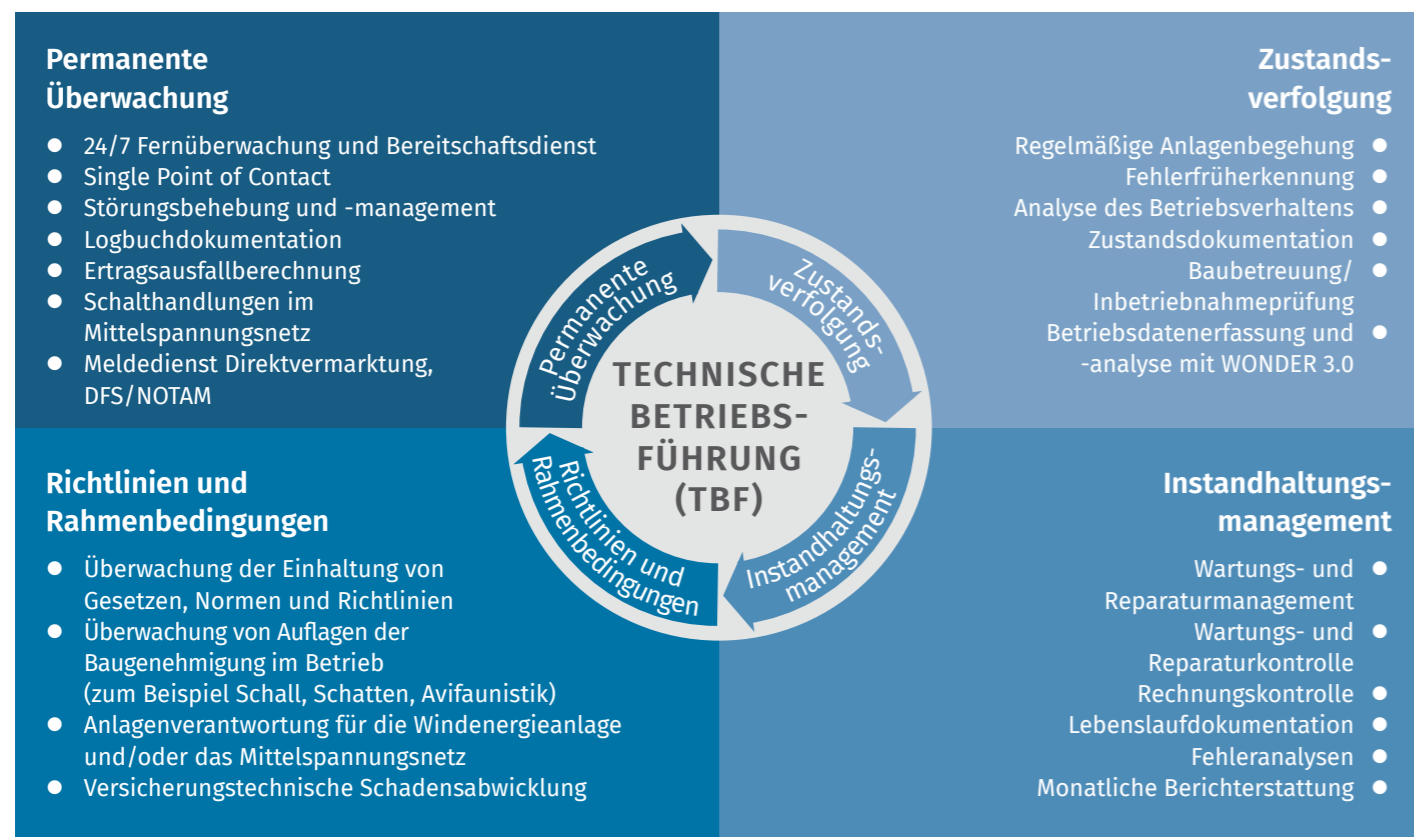 Permanente
Überwachung
● 24/7 Fernüberwachung und Bereitschaftsdienst
● Single Point of Contact
● Störungsbehebung und -management
● Logbuchdokumentation
● Ertragsausfallberechnung
● Schalthandlungen im
Mittelspannungsnetz
● Meldedienst Direktvermarktung,
DFS/NOTAM
Zustands-
verfolgung
Regelmäßige Anlagenbegehung ●
Fehlerfrüherkennung ●
Analyse des Betriebsverhaltens ●
Zustandsdokumentation ●
Baubetreuung/ ●
Inbetriebnahmeprüfung
Betriebsdatenerfassung und ●
-analyse mit WONDER 3.0
Permanente
Überwachung
Zustands-
verfolgung
TECHNISCHE
BETRIEBS-
FÜHRUNG
(TBF)
Richtlinien und
Rahmenbedingungen
Instandhaltungs-
management
Richtlinien und
Rahmenbedingungen
● Überwachung der Einhaltung von
Gesetzen, Normen und Richtlinien
● Überwachung von Auflagen der
Baugenehmigung im Betrieb
(zum Beispiel Schall, Schatten, Avifaunistik)
● Anlagenverantwortung für die Windenergieanlage
und/oder das Mittelspannungsnetz
● Versicherungstechnische Schadensabwicklung
Instandhaltungs-
management
Wartungs- und ●
Reparaturmanagement
Wartungs- und ●
Reparaturkontrolle
Rechnungskontrolle ●
Lebenslaufdokumentation ●
Fehleranalysen ●
Monatliche Berichterstattung ●